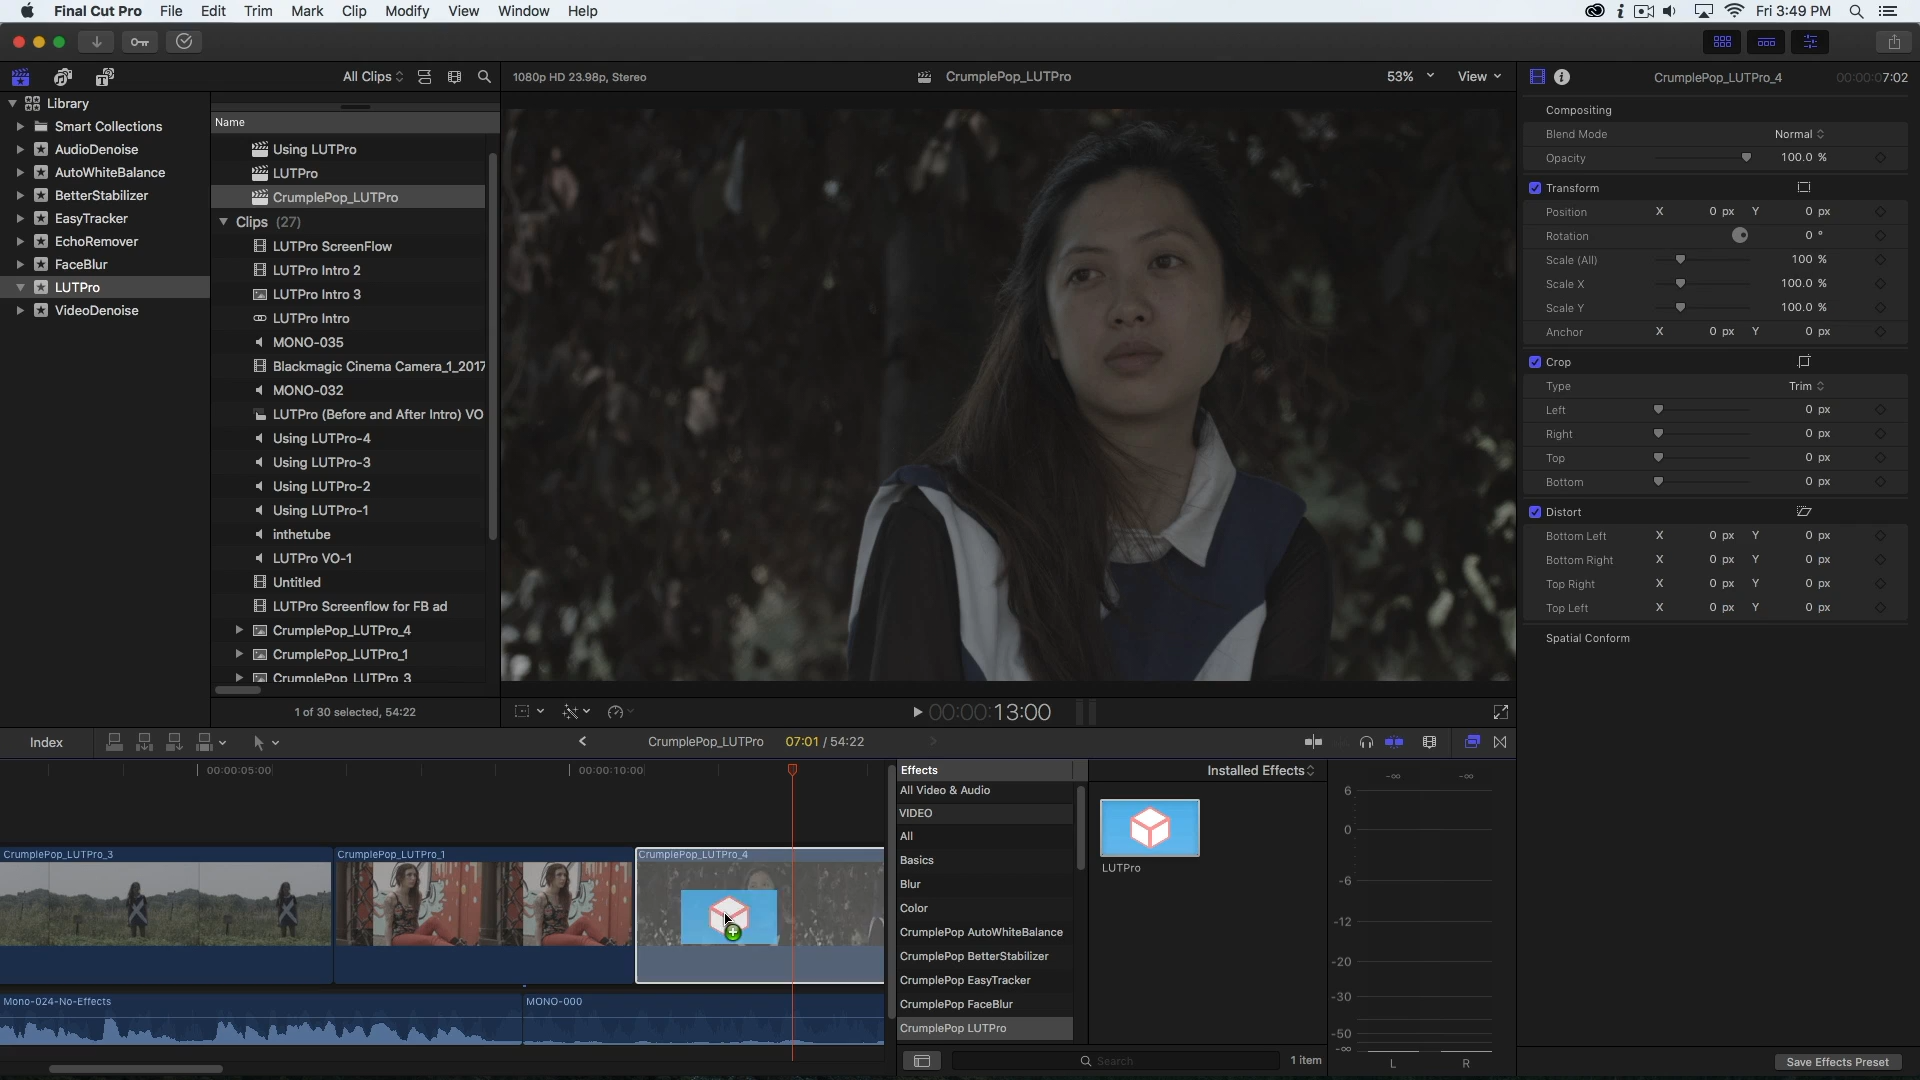 Final Cut Pro File Edit Trim Mark Clip Modify View Window Help Fri 3:49 PM
All Clips
1080p HD 23.98p, Stereo
CrumplePop_LUTPro
53%
View
CrumplePop_LUTPro_4
00:00:07:02
Library
Smart Collections
AudioDenoise
AutoWhiteBalance
BetterStabilizer
EasyTracker
EchoRemover
FaceBlur
LUTPro
VideoDenoise
Name
Using LUTPro
LUTPro
CrumplePop_LUTPro
Clips (27)
LUTPro ScreenFlow
LUTPro Intro 2
LUTPro Intro 3
LUTPro Intro
MONO-035
Blackmagic Cinema Camera_1_2017
MONO-032
LUTPro (Before and After Intro) VO
Using LUTPro-4
Using LUTPro-3
Using LUTPro-2
Using LUTPro-1
inthetube
LUTPro VO-1
Untitled
LUTPro Screenflow for FB ad
CrumplePop_LUTPro_4
CrumplePop_LUTPro_1
CrumplePop_LUTPro_3
1 of 30 selected, 54:22
Compositing
Blend Mode Normal
Opacity 100.0 %
Transform
Position X 0 px Y 0 px
Rotation 0 °
Scale (All) 100 %
Scale X 100.0 %
Scale Y 100.0 %
Anchor X 0 px Y 0 px
Crop
Type Trim
Left 0 px
Right 0 px
Top 0 px
Bottom 0 px
Distort
Bottom Left X 0 px Y 0 px
Bottom Right X 0 px Y 0 px
Top Right X 0 px Y 0 px
Top Left X 0 px Y 0 px
Spatial Conform
00:00:13:00
Index
CrumplePop_LUTPro 07:01 / 54:22
00:00:05:00
00:00:10:00
CrumplePop_LUTPro_3
CrumplePop_LUTPro_1
CrumplePop_LUTPro_4
Mono-024-No-Effects
MONO-000
Effects
All Video & Audio
VIDEO
All
Basics
Blur
Color
CrumplePop AutoWhiteBalance
CrumplePop BetterStabilizer
CrumplePop EasyTracker
CrumplePop FaceBlur
CrumplePop LUTPro
Installed Effects
LUTPro
Search
1 item
-∞ -∞
6
0
-6
-12
-20
-30
-50
-∞
L R
Save Effects Preset